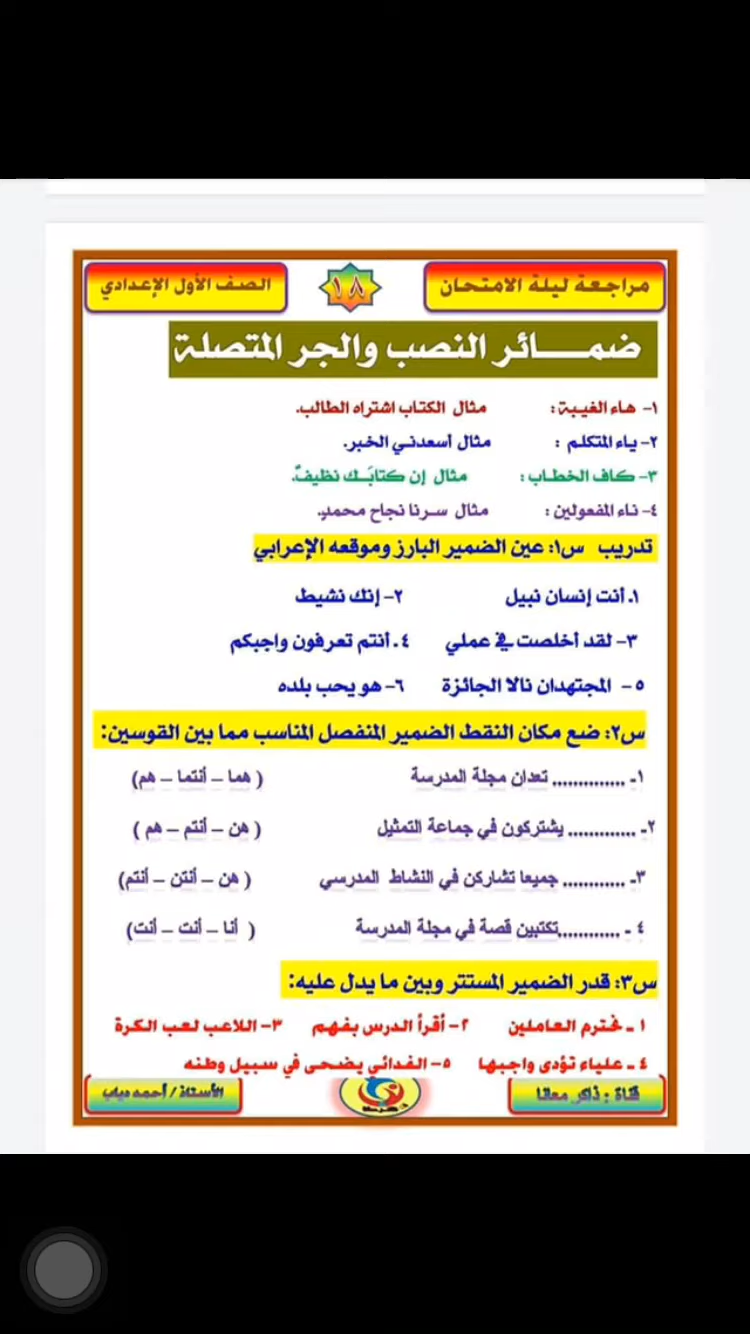 مراجعة ليلة الامتحان ١٨ الصف الأول الإعدادي
ضمـــائر النصب والجر المتصلة
١- هاء الغيبة: مثال الكتاب اشتراه الطالب.
٢- ياء المتكلم : مثال أسعدني الخبر.
٣- كاف الخطاب : مثال إن كتابَـك نظيفٌ.
٤- ناء المفعولين : مثال سرنا نجاح محمدٍ.
تدريب س١: عين الضمير البارز وموقعه الإعرابي
١. أنت إنسان نبيل ٢- إنك نشيط
٣- لقد أخلصت في عملي ٤. أنتم تعرفون واجبكم
٥- المجتهدان نالا الجائزة ٦- هو يحب بلده
س٢: ضع مكان النقط الضمير المنفصل المناسب مما بين القوسين:
١- .............. تعدان مجلة المدرسة ( هما – أنتما – هم)
٢- ............. يشتركون في جماعة التمثيل ( هن – أنتم – هم )
٣- ............ جميعا تشاركن في النشاط المدرسي ( هن – أنتن – أنتم)
٤ - ............تكتبين قصة في مجلة المدرسة ( أنا – أنت – أنت)
س٣: قدر الضمير المستتر وبين ما يدل عليه:
١ - نحترم العاملين ٢- أقرأ الدرس بفهم ٣- اللاعب لعب الكرة
٤ - علياء تؤدى واجبها ٥- الفدائي يضحى في سبيل وطنه
قناة : ذاكر معانا الأستاذ / أحمد دياب